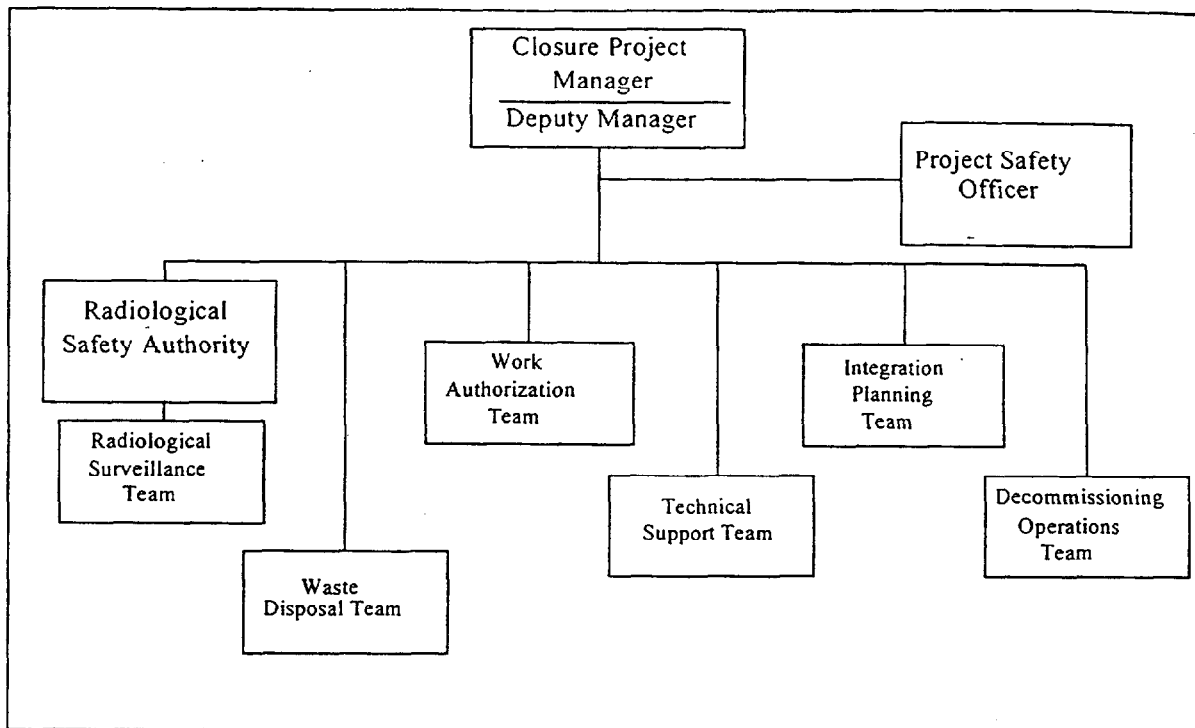 Closure Project
Manager
Deputy Manager
Project Safety
Officer
Radiological
Safety Authority
Radiological
Surveillance
Team
Waste
Disposal Team
Work
Authorization
Team
Technical
Support Team
Integration
Planning
Team
Decommissioning
Operations
Team